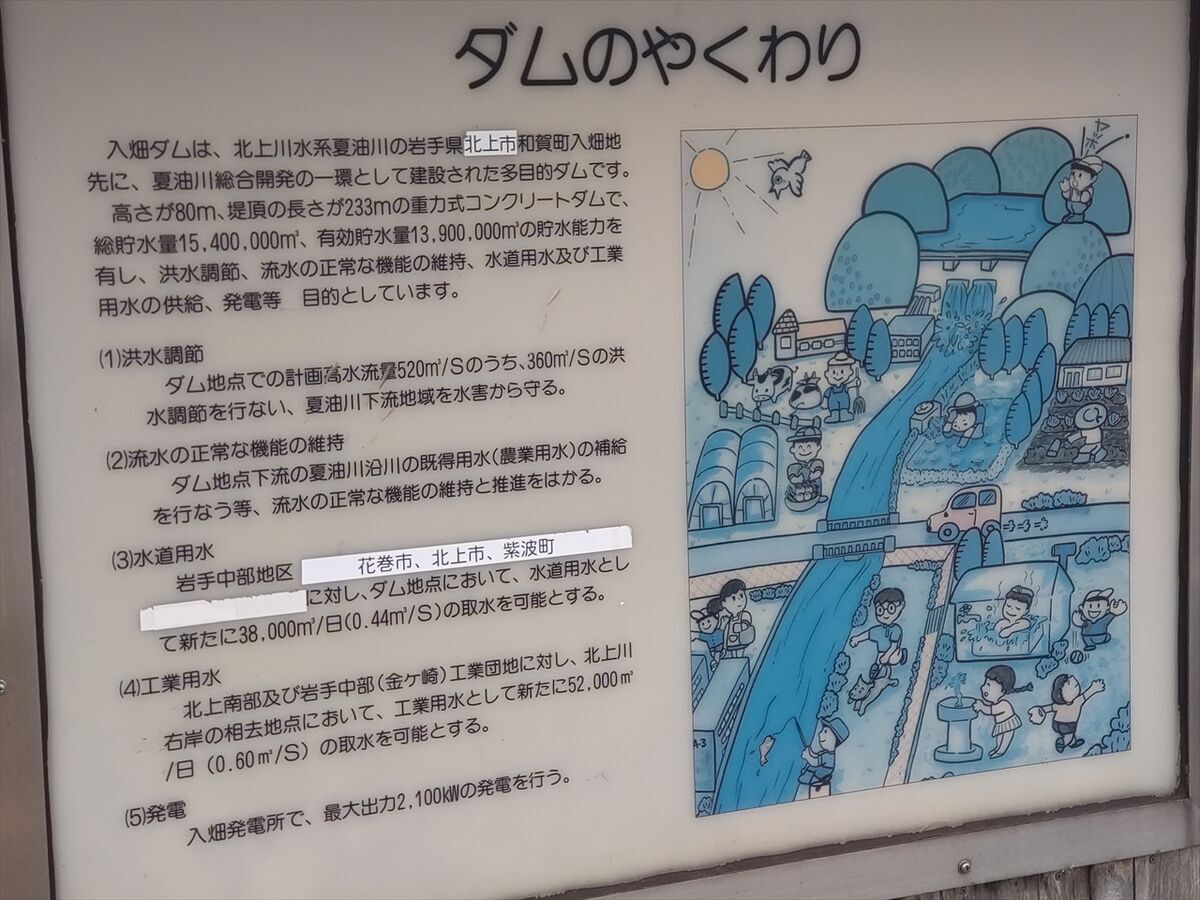 ダムのやくわり
入畑ダムは、北上川水系夏油川の岩手県北上市和賀町入畑地
先に、夏油川総合開発の一環として建設された多目的ダムです。
高さが80m、堤頂の長さが233mの重力式コンクリートダムで、
総貯水量15,400,000㎥、有効貯水量13,900,000㎥の貯水能力を
有し、洪水調節、流水の正常な機能の維持、水道用水及び工業
用水の供給、発電等　目的としています。
(1)洪水調節
ダム地点での計画高水流量520㎥/Sのうち、360㎥/Sの洪
水調節を行ない、夏油川下流地域を水害から守る。
(2)流水の正常な機能の維持
ダム地点下流の夏油川沿川の既得用水(農業用水)の補給
を行なう等、流水の正常な機能の維持と推進をはかる。
(3)水道用水
岩手中部地区 花巻市、北上市、紫波町
に対し、ダム地点において、水道用水とし
て新たに38,000㎥/日(0.44㎥/S)の取水を可能とする。
(4)工業用水
北上南部及び岩手中部(金ケ崎)工業団地に対し、北上川
右岸の相去地点において、工業用水として新たに52,000㎥
/日(0.60㎥/S)の取水を可能とする。
(5)発電
入畑発電所で、最大出力2,100kWの発電を行う。
A-3